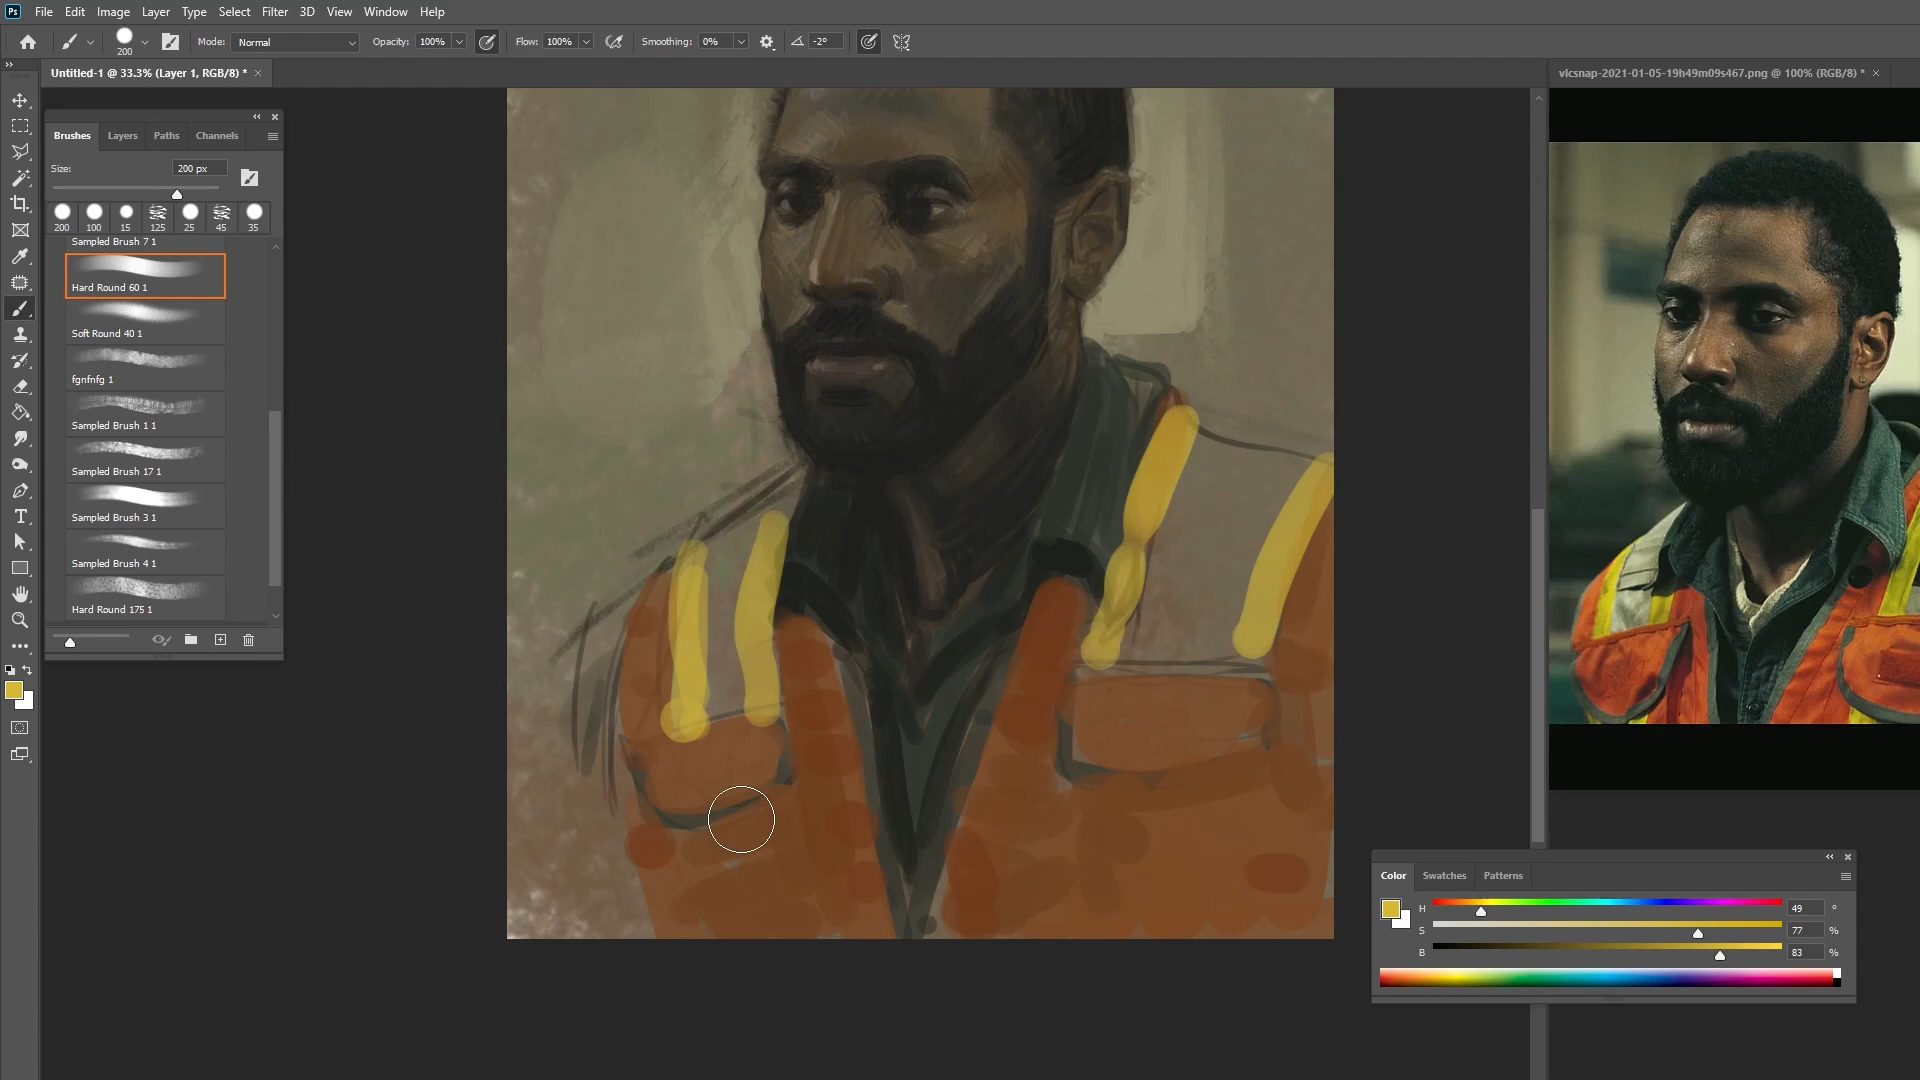 Ps File Edit Image Layer Type Select Filter 3D View Window Help
200 Mode: Normal Opacity: 100% Flow: 100% Smoothing: 0% -2°
Untitled-1 @ 33.3% (Layer 1, RGB/8) *
vlcsnap-2021-01-05-19h49m09s467.png @ 100% (RGB/8) *
Brushes Layers Paths Channels
Size: 200 px
200 100 15 125 25 45 35
Sampled Brush 7 1
Hard Round 60 1
Soft Round 40 1
fgnfnfg 1
Sampled Brush 1 1
Sampled Brush 17 1
Sampled Brush 3 1
Sampled Brush 4 1
Hard Round 175 1
Color Swatches Patterns
H 49 °
S 77 %
B 83 %